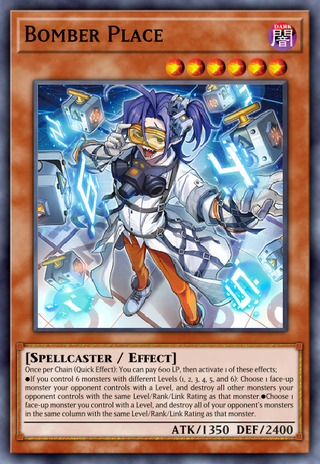 Bomber Place
DARK
闇
[Spellcaster / Effect]
Once per Chain (Quick Effect): You can pay 600 LP, then activate 1 of these effects;
●If you control 6 monsters with different Levels (1, 2, 3, 4, 5, and 6): Choose 1 face-up
monster your opponent controls with a Level, and destroy all other monsters your
opponent controls with the same Level/Rank/Link Rating as that monster.●Choose 1
face-up monster you control with a Level, and destroy all of your opponent's monsters
in the same column with the same Level/Rank/Link Rating as that monster.
ATK/1350 DEF/2400